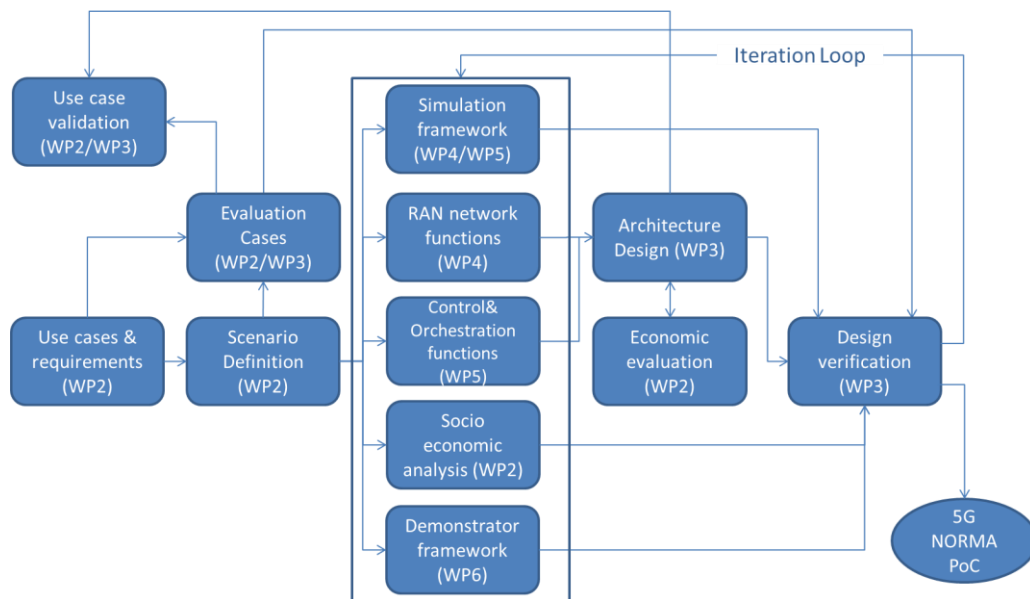 Iteration Loop
Use case
validation
(WP2/WP3)
Simulation
framework
(WP4/WP5)
Evaluation
Cases
(WP2/WP3)
RAN network
functions
(WP4)
Architecture
Design (WP3)
Use cases &
requirements
(WP2)
Scenario
Definition
(WP2)
Control&
Orchestration
functions
(WP5)
Economic
evaluation
(WP2)
Design
verification
(WP3)
Socio
economic
analysis (WP2)
Demonstrator
framework
(WP6)
5G
NORMA
PoC